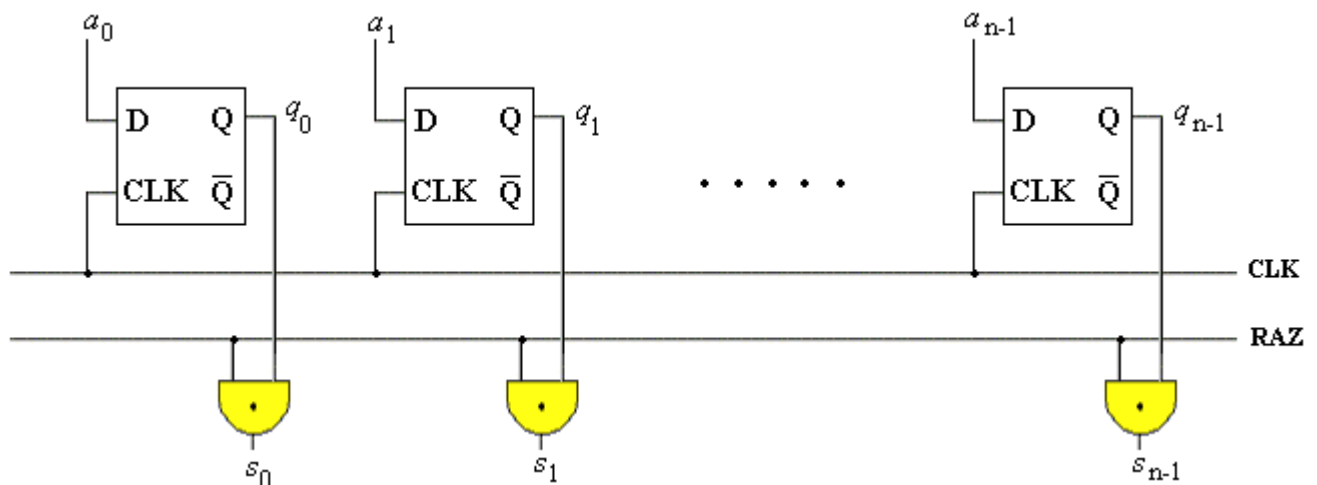 a0 a1 an-1
D Q q0 D Q q1 D Q qn-1
CLK Q̅ CLK Q̅ . . . . . CLK Q̅
CLK
RAZ
s0 s1 sn-1